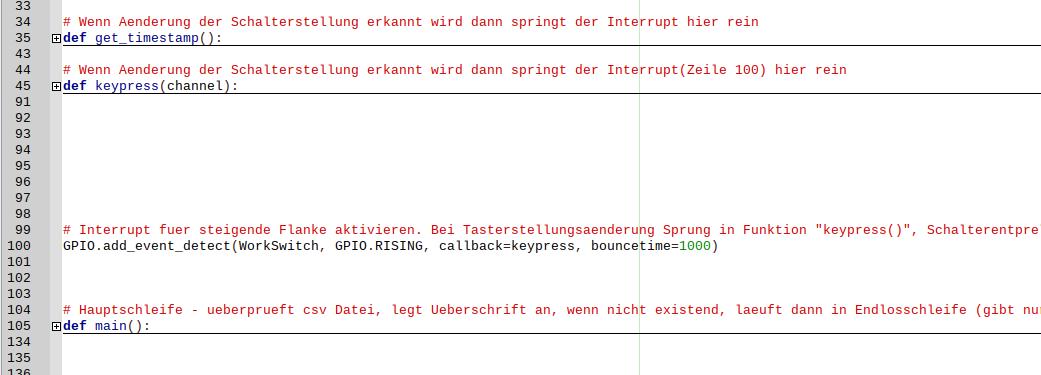 33
34 # Wenn Aenderung der Schalterstellung erkannt wird dann springt der Interrupt hier rein
35 def get_timestamp():
43
44 # Wenn Aenderung der Schalterstellung erkannt wird dann springt der Interrupt(Zeile 100) hier rein
45 def keypress(channel):
91
92
93
94
95
96
97
98
99 # Interrupt fuer steigende Flanke aktivieren. Bei Tasterstellungsaenderung Sprung in Funktion "keypress()", Schalterentpre
100 GPIO.add_event_detect(WorkSwitch, GPIO.RISING, callback=keypress, bouncetime=1000)
101
102
103
104 # Hauptschleife - ueberprueft csv Datei, legt Ueberschrift an, wenn nicht existend, laeuft dann in Endlosschleife (gibt nu
105 def main():
134
135
136